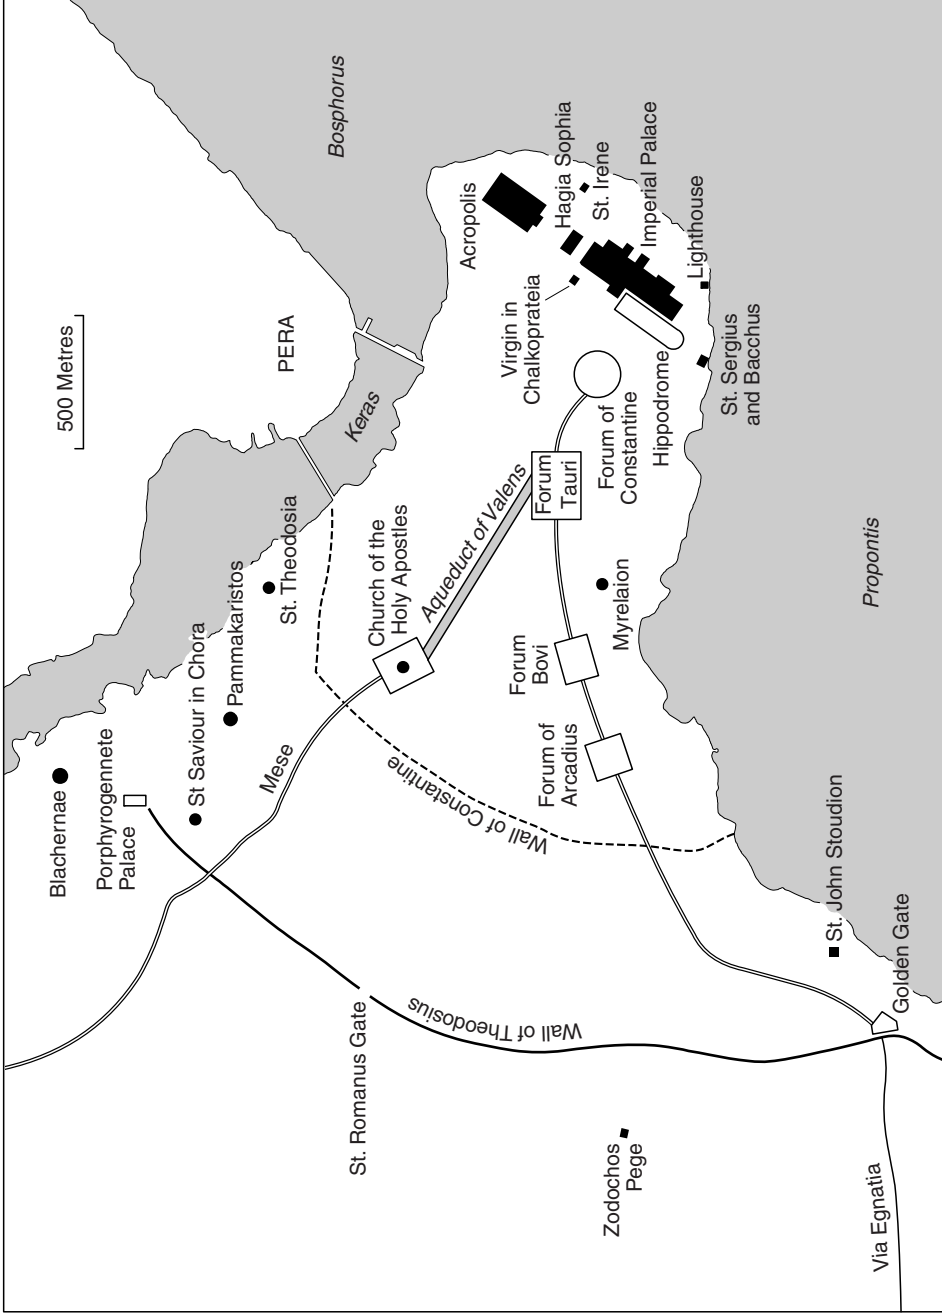 Bosphorus
500 Metres
PERA
Keras
Acropolis
Hagia Sophia
St. Irene
Imperial Palace
Lighthouse
Virgin in
Chalkoprateia
Hippodrome
St. Sergius
and Bacchus
Forum of
Constantine
Forum
Tauri
Aqueduct of Valens
Church of the
Holy Apostles
St. Theodosia
Pammakaristos
St Saviour in Chora
Mese
Blachernae
Porphyrogennete
Palace
Wall of Constantine
Forum
Bovi
Forum of
Arcadius
Myrelaion
Propontis
St. John Stoudion
Golden Gate
Wall of Theodosius
St. Romanus Gate
Zodochos
Pege
Via Egnatia